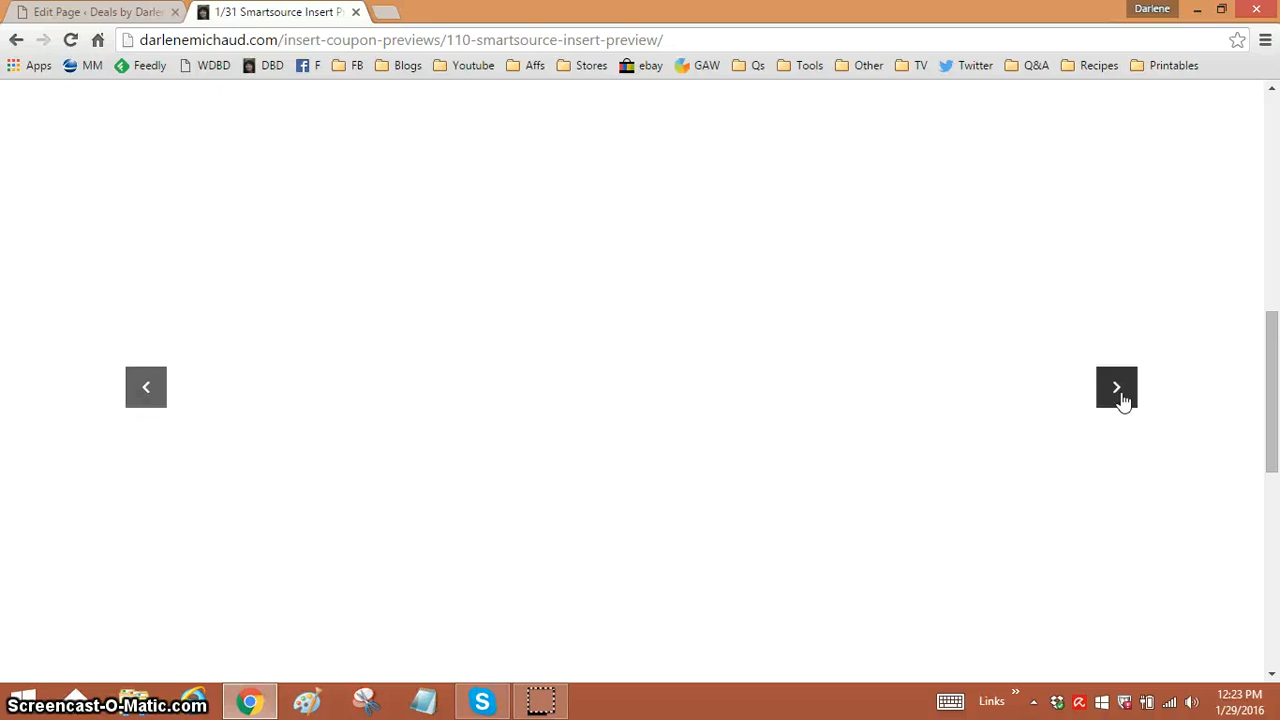 Edit Page ‹ Deals by Darle
1/31 Smartsource Insert P
Darlene
darlenemichaud.com/insert-coupon-previews/110-smartsource-insert-preview/
Apps MM Feedly WDBD DBD F FB Blogs Youtube Affs Stores ebay GAW Qs Tools Other TV Twitter Q&A Recipes Printables
Links
12:23 PM
1/29/2016
Screencast-O-Matic.com